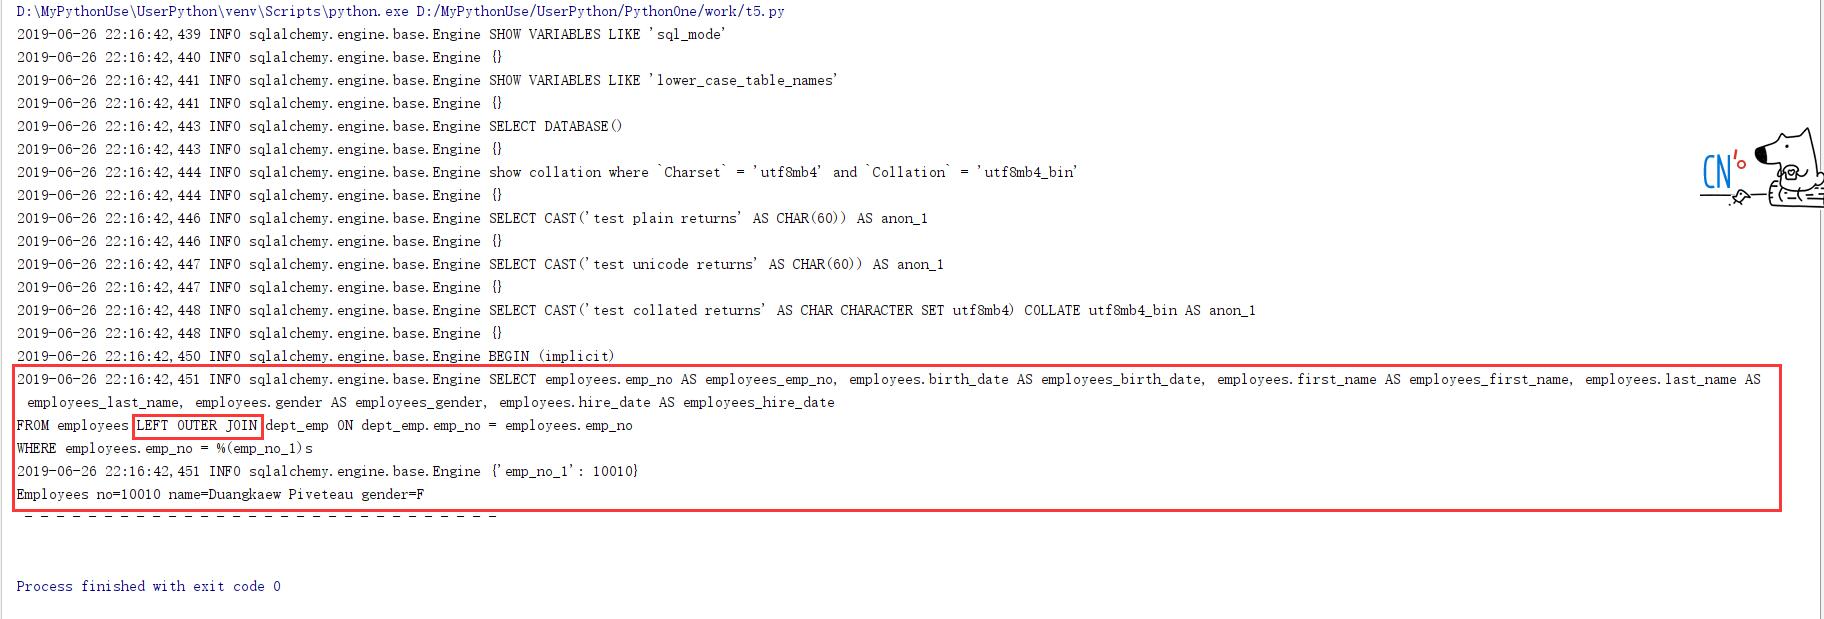 D:\MyPythonUse\UserPython\venv\Scripts\python.exe D:/MyPythonUse/UserPython/PythonOne/work/t5.py
2019-06-26 22:16:42,439 INFO sqlalchemy.engine.base.Engine SHOW VARIABLES LIKE 'sql_mode'
2019-06-26 22:16:42,440 INFO sqlalchemy.engine.base.Engine {}
2019-06-26 22:16:42,441 INFO sqlalchemy.engine.base.Engine SHOW VARIABLES LIKE 'lower_case_table_names'
2019-06-26 22:16:42,441 INFO sqlalchemy.engine.base.Engine {}
2019-06-26 22:16:42,443 INFO sqlalchemy.engine.base.Engine SELECT DATABASE()
2019-06-26 22:16:42,443 INFO sqlalchemy.engine.base.Engine {}
2019-06-26 22:16:42,444 INFO sqlalchemy.engine.base.Engine show collation where `Charset` = 'utf8mb4' and `Collation` = 'utf8mb4_bin'
2019-06-26 22:16:42,444 INFO sqlalchemy.engine.base.Engine {}
2019-06-26 22:16:42,446 INFO sqlalchemy.engine.base.Engine SELECT CAST('test plain returns' AS CHAR(60)) AS anon_1
2019-06-26 22:16:42,446 INFO sqlalchemy.engine.base.Engine {}
2019-06-26 22:16:42,447 INFO sqlalchemy.engine.base.Engine SELECT CAST('test unicode returns' AS CHAR(60)) AS anon_1
2019-06-26 22:16:42,447 INFO sqlalchemy.engine.base.Engine {}
2019-06-26 22:16:42,448 INFO sqlalchemy.engine.base.Engine SELECT CAST('test collated returns' AS CHAR CHARACTER SET utf8mb4) COLLATE utf8mb4_bin AS anon_1
2019-06-26 22:16:42,448 INFO sqlalchemy.engine.base.Engine {}
2019-06-26 22:16:42,450 INFO sqlalchemy.engine.base.Engine BEGIN (implicit)
2019-06-26 22:16:42,451 INFO sqlalchemy.engine.base.Engine SELECT employees.emp_no AS employees_emp_no, employees.birth_date AS employees_birth_date, employees.first_name AS employees_first_name, employees.last_name AS
employees_last_name, employees.gender AS employees_gender, employees.hire_date AS employees_hire_date
FROM employees LEFT OUTER JOIN dept_emp ON dept_emp.emp_no = employees.emp_no
WHERE employees.emp_no = %(emp_no_1)s
2019-06-26 22:16:42,451 INFO sqlalchemy.engine.base.Engine {'emp_no_1': 10010}
Employees no=10010 name=Duangkaew Piveteau gender=F
- - - - - - - - - - - - - - - - - - - - - - - - - - - - - -
Process finished with exit code 0
CN'o